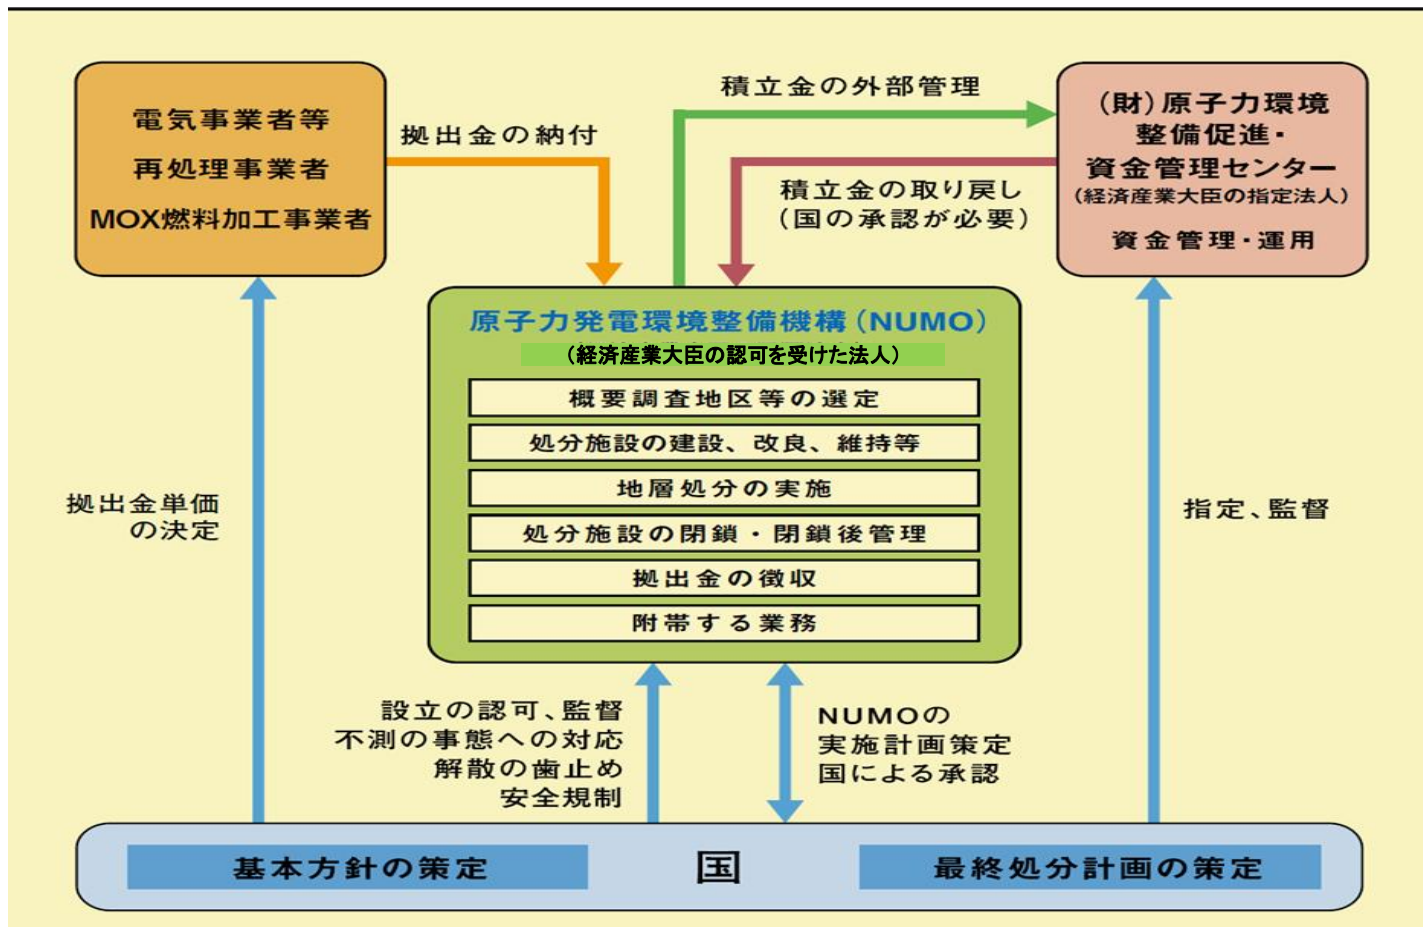 電気事業者等
再処理事業者
MOX燃料加工事業者
拠出金の納付
積立金の外部管理
積立金の取り戻し
(国の承認が必要)
(財)原子力環境
整備促進・
資金管理センター
(経済産業大臣の指定法人)
資金管理・運用
原子力発電環境整備機構(NUMO)
(経済産業大臣の認可を受けた法人)
概要調査地区等の選定
処分施設の建設、改良、維持等
地層処分の実施
処分施設の閉鎖・閉鎖後管理
拠出金の徴収
附帯する業務
拠出金単価
の決定
指定、監督
設立の認可、監督
不測の事態への対応
解散の歯止め
安全規制
NUMOの
実施計画策定
国による承認
基本方針の策定
国
最終処分計画の策定